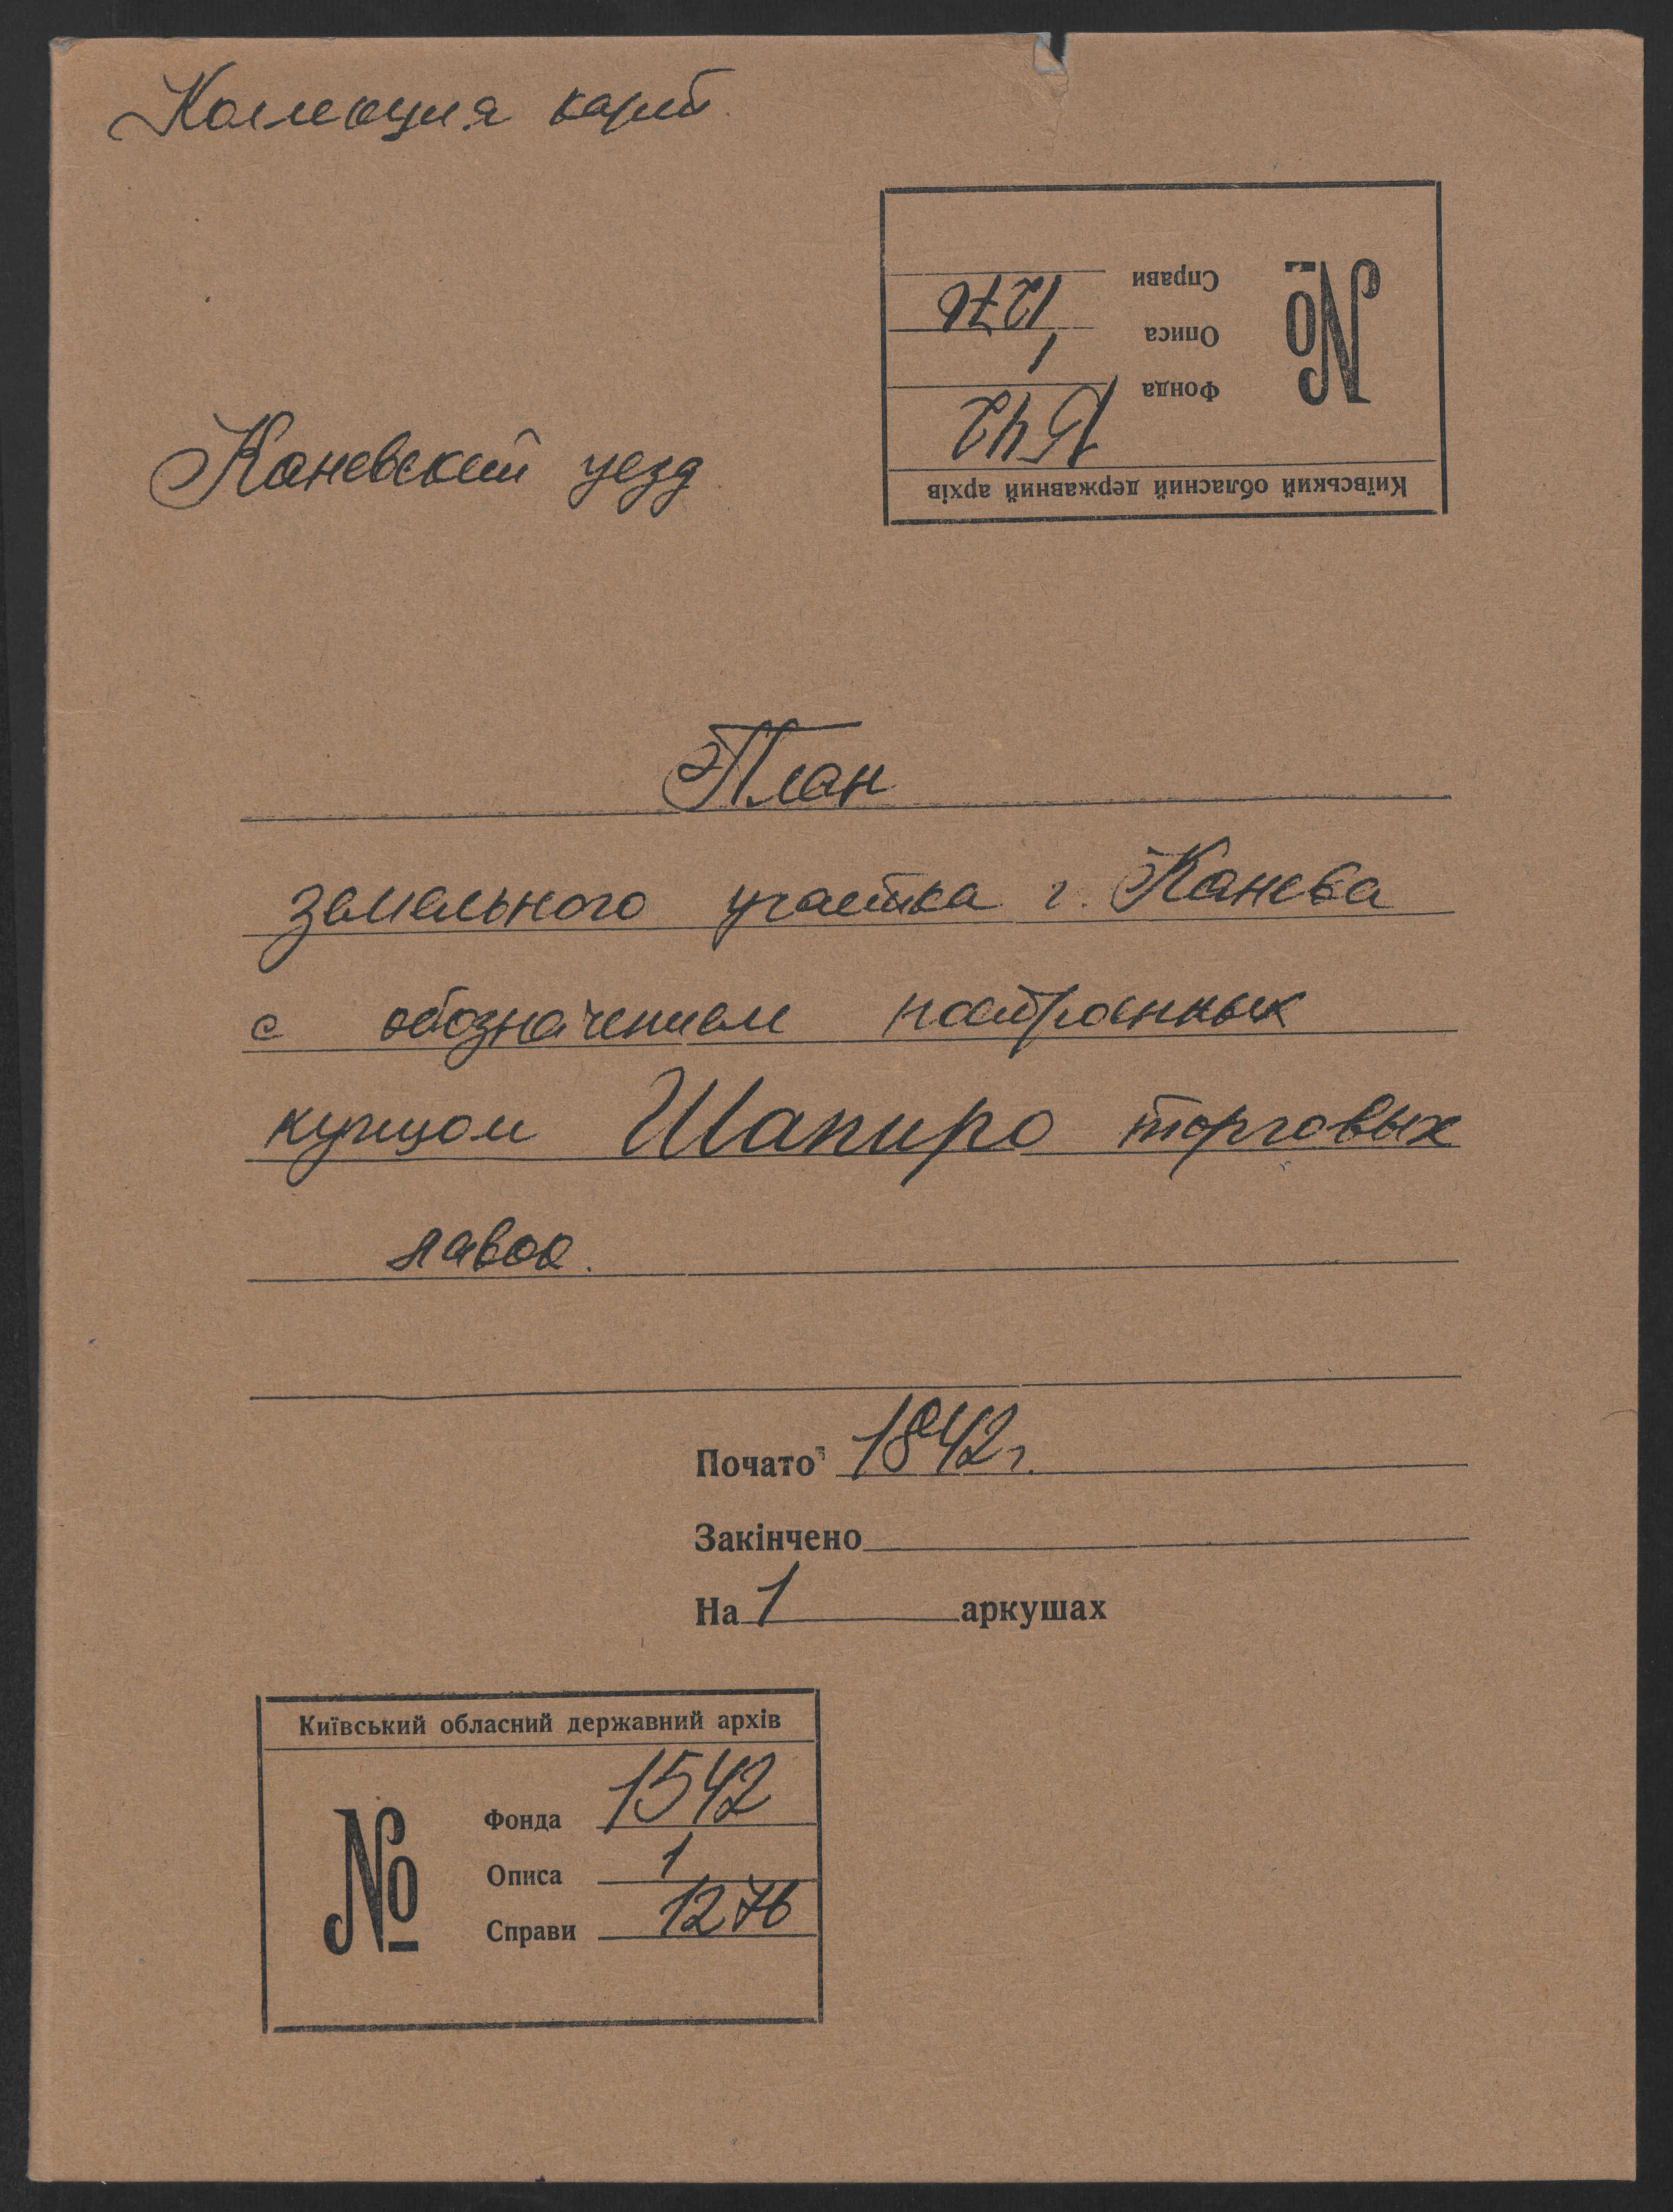 Коллекция карт.
Справи 1276
Описа 1
Фонда 1542
№
Київський обласний державний архів
Каневский уезд
План
земельного участка г. Канева
с обозначением построенных
купцом Шапиро торговых
лавок.
Почато 1842 г.
Закінчено
На 1 аркушах
Київський обласний державний архів
№
Фонда 1542
Описа 1
Справи 1276